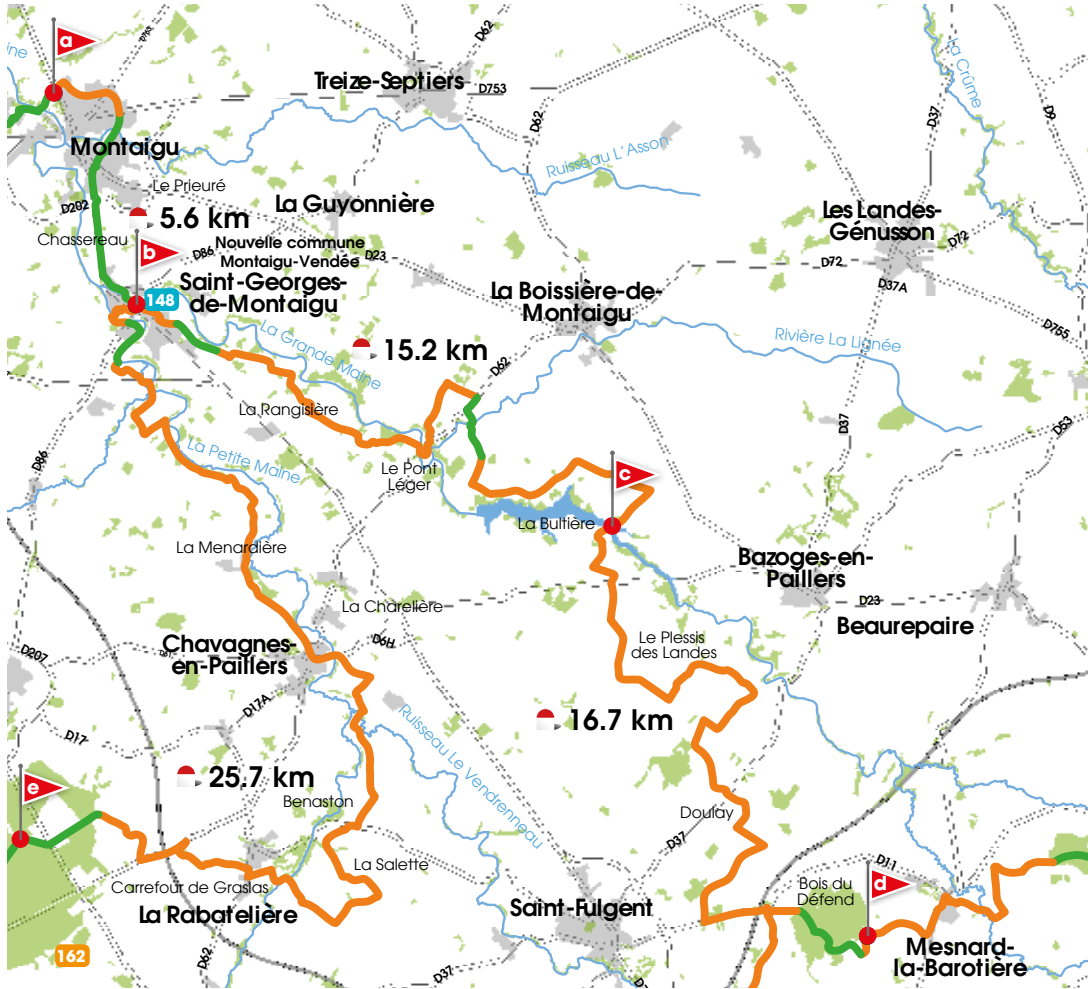 a
D62
Treize-Septiers
D753
La Crûme
D37
D9
D62
Ruisseau L'Asson
Montaigu
Le Prieuré
D202
La Guyonnière
5.6 km
Chassereau
b
D86
Nouvelle commune
Montaigu-Vendée
D23
Les Landes-
Génusson
D72
D72
D37A
Saint-Georges-
de-Montaigu
148
La Boissière-de-
Montaigu
La Grande Maine
15.2 km
D62
Rivière La Lignée
D755
La Rangisière
D37
D53
La Petite Maine
D86
Le Pont
Léger
c
La Bultière
La Menardière
Bazoges-en-
Pailliers
La Charelière
D23
Beaurepaire
D6H
Chavagnes-
en-Paillers
D207
Le Plessis
des Landes
D17A
D17
Ruisseau Le Vendrenneau
16.7 km
25.7 km
e
Benaston
Doulay
D37
La Salette
D11
Carrefour de Graslas
La Rabatelière
Bois du
Défend
d
Saint-Fulgent
Mesnard-
la-Barotière
162
D62
D37